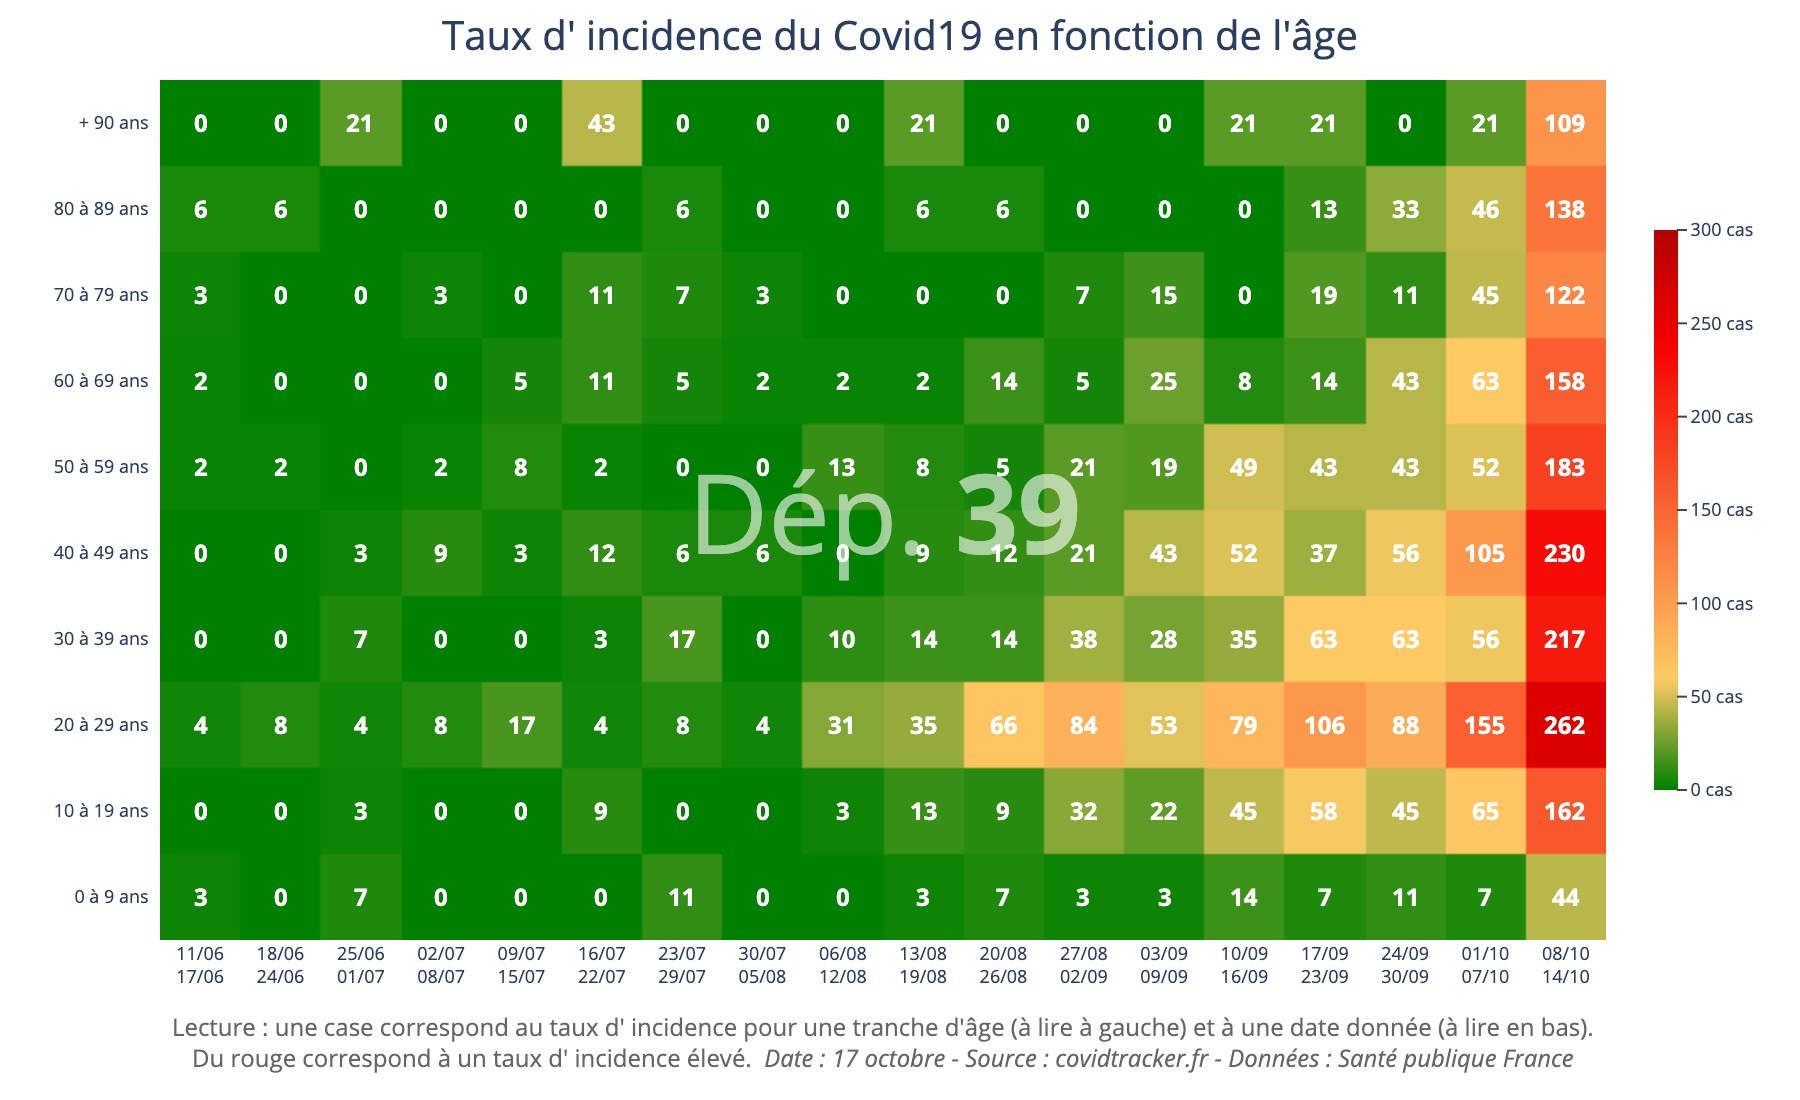 Taux d' incidence du Covid19 en fonction de l'âge
+ 90 ans 0 0 21 0 0 43 0 0 0 21 0 0 0 21 21 0 21 109
80 à 89 ans 6 6 0 0 0 0 6 0 0 6 6 0 0 0 13 33 46 138
70 à 79 ans 3 0 0 3 0 11 7 3 0 0 0 7 15 0 19 11 45 122
60 à 69 ans 2 0 0 0 5 11 5 2 2 2 14 5 25 8 14 43 63 158
50 à 59 ans 2 2 0 2 8 2 0 0 13 8 5 21 19 49 43 43 52 183
Dép. 39
40 à 49 ans 0 0 3 9 3 12 6 6 0 9 12 21 43 52 37 56 105 230
30 à 39 ans 0 0 7 0 0 3 17 0 10 14 14 38 28 35 63 63 56 217
20 à 29 ans 4 8 4 8 17 4 8 4 31 35 66 84 53 79 106 88 155 262
10 à 19 ans 0 0 3 0 0 9 0 0 3 13 9 32 22 45 58 45 65 162
0 à 9 ans 3 0 7 0 0 0 11 0 0 3 7 3 3 14 7 11 7 44
11/06 18/06 25/06 02/07 09/07 16/07 23/07 30/07 06/08 13/08 20/08 27/08 03/09 10/09 17/09 24/09 01/10 08/10
17/06 24/06 01/07 08/07 15/07 22/07 29/07 05/08 12/08 19/08 26/08 02/09 09/09 16/09 23/09 30/09 07/10 14/10
300 cas
250 cas
200 cas
150 cas
100 cas
50 cas
0 cas
Lecture : une case correspond au taux d' incidence pour une tranche d'âge (à lire à gauche) et à une date donnée (à lire en bas).
Du rouge correspond à un taux d' incidence élevé. Date : 17 octobre - Source : covidtracker.fr - Données : Santé publique France